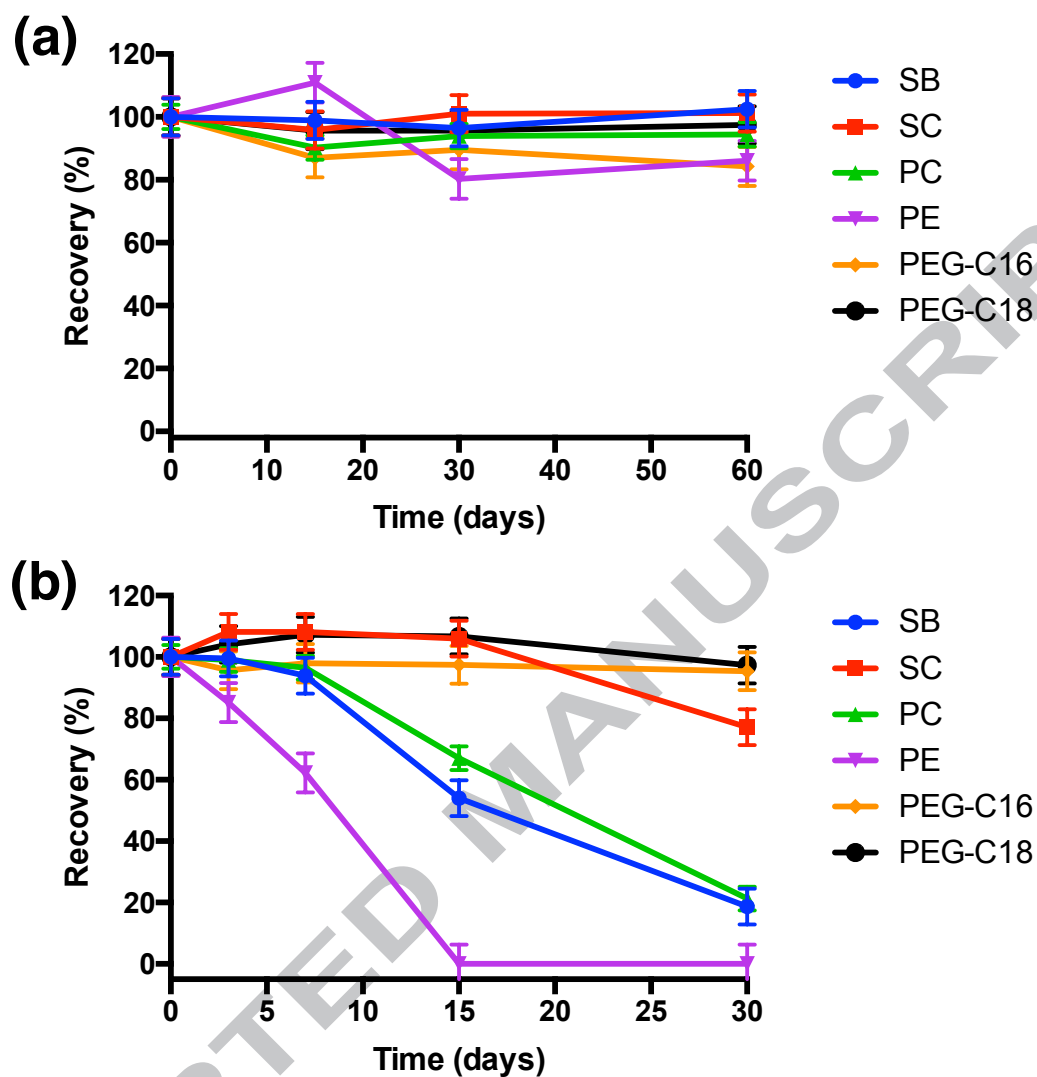 (a)
120
100
80
60
40
20
0
Recovery (%)
0 10 20 30 40 50 60
Time (days)
SB
SC
PC
PE
PEG-C16
PEG-C18
(b)
120
100
80
60
40
20
0
Recovery (%)
0 5 10 15 20 25 30
Time (days)
SB
SC
PC
PE
PEG-C16
PEG-C18
PTED MANUSCRIP